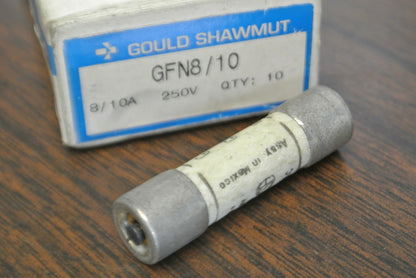 GOULD SHAWMUT
GFN8/10
8/10A 250V QTY: 10
Assy in Mexico